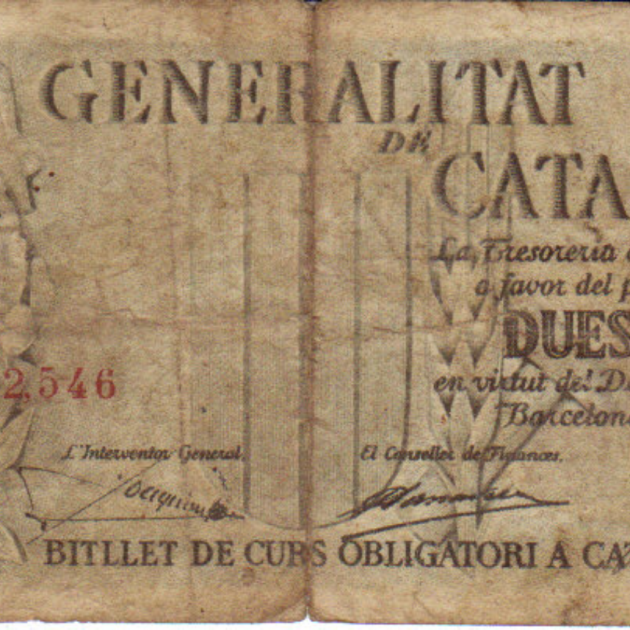 GENERALITAT
DE
CATA
La Tresoreria
a favor del p
DUES
2,546
en virtut del D
Barcelon
L'Interventor General,
El Conseller de Finances,
BITLLET DE CURS OBLIGATORI A CA